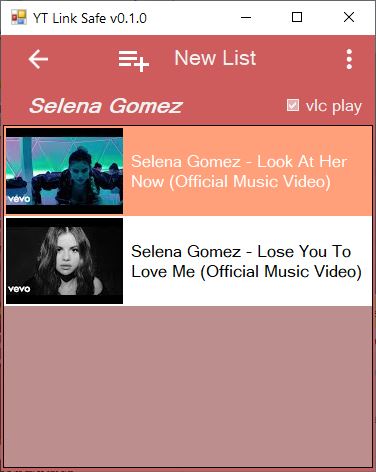 YT Link Safe v0.1.0
New List
Selena Gomez
vlc play
vevo
Selena Gomez - Look At Her
Now (Official Music Video)
vevo
Selena Gomez - Lose You To
Love Me (Official Music Video)